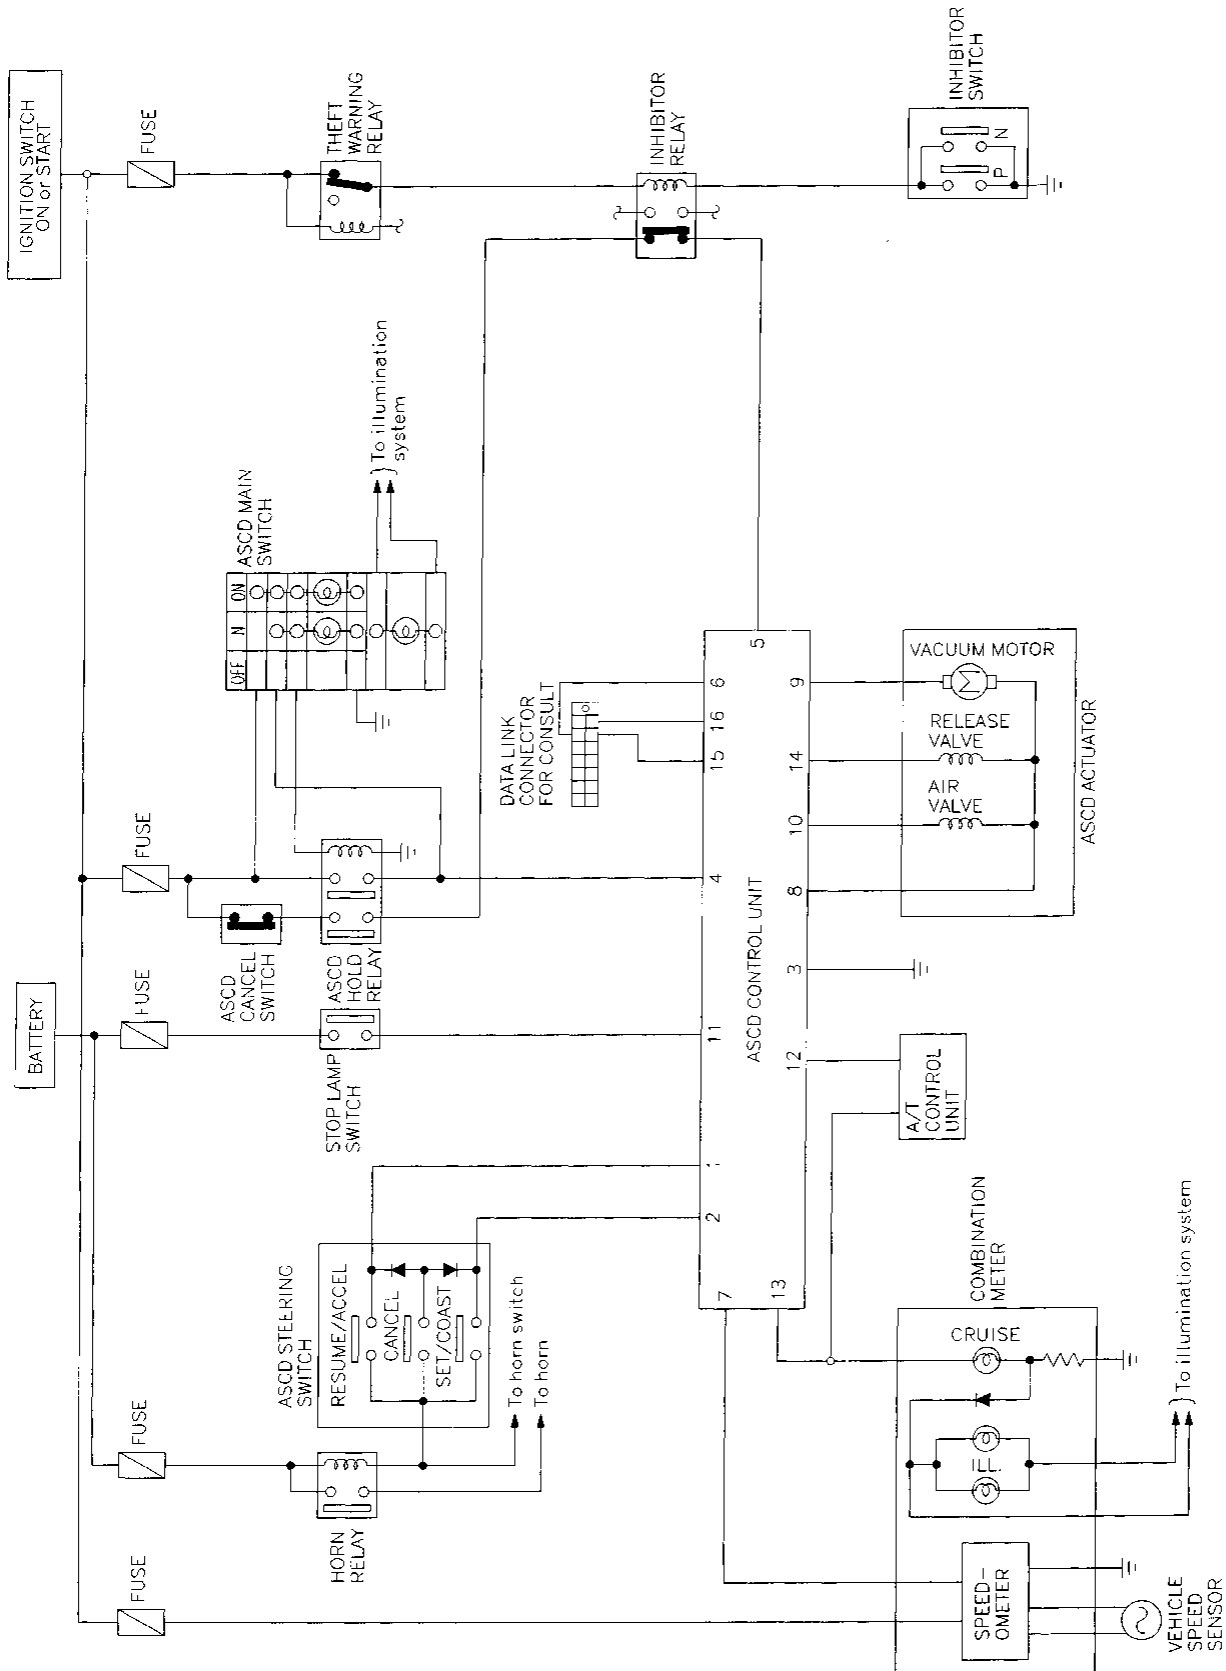 IGNITION SWITCH
ON or START
BATTERY
FUSE
FUSE
FUSE
FUSE
FUSE
THEFT
WARNING
RELAY
INHIBITOR
RELAY
INHIBITOR
SWITCH
P
N
ASCD MAIN
SWITCH
OFF
N
ON
To illumination
system
ASCD
CANCEL
SWITCH
ASCD
HOLD
RELAY
STOP LAMP
SWITCH
DATA LINK
CONNECTOR
FOR CONSULT
ASCD STEERING
SWITCH
RESUME/ACCEL
CANCEL
SET/COAST
HORN
RELAY
To horn switch
To horn
ASCD CONTROL UNIT
7
2
1
11
4
15
16
6
5
13
12
3
8
10
14
9
VACUUM MOTOR
M
RELEASE
VALVE
AIR
VALVE
ASCD ACTUATOR
A/T
CONTROL
UNIT
COMBINATION
METER
CRUISE
ILL.
To illumination system
SPEED-
OMETER
VEHICLE
SPEED
SENSOR